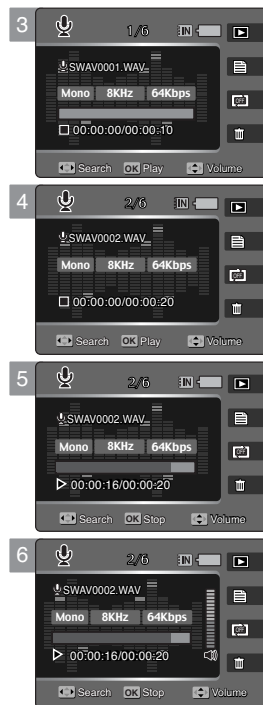 3
1/6 IN
SWAV0001.WAV
Mono 8KHz 64Kbps
OFF
00:00:00/00:00:10
Search OK Play Volume
4
2/6 IN
SWAV0002.WAV
Mono 8KHz 64Kbps
OFF
00:00:00/00:00:20
Search OK Play Volume
5
2/6 IN
SWAV0002.WAV
Mono 8KHz 64Kbps
OFF
00:00:16/00:00:20
Search OK Stop Volume
6
2/6 IN
SWAV0002.WAV
Mono 8KHz 64Kbps
OFF
00:00:16/00:00:20
Search OK Stop Volume